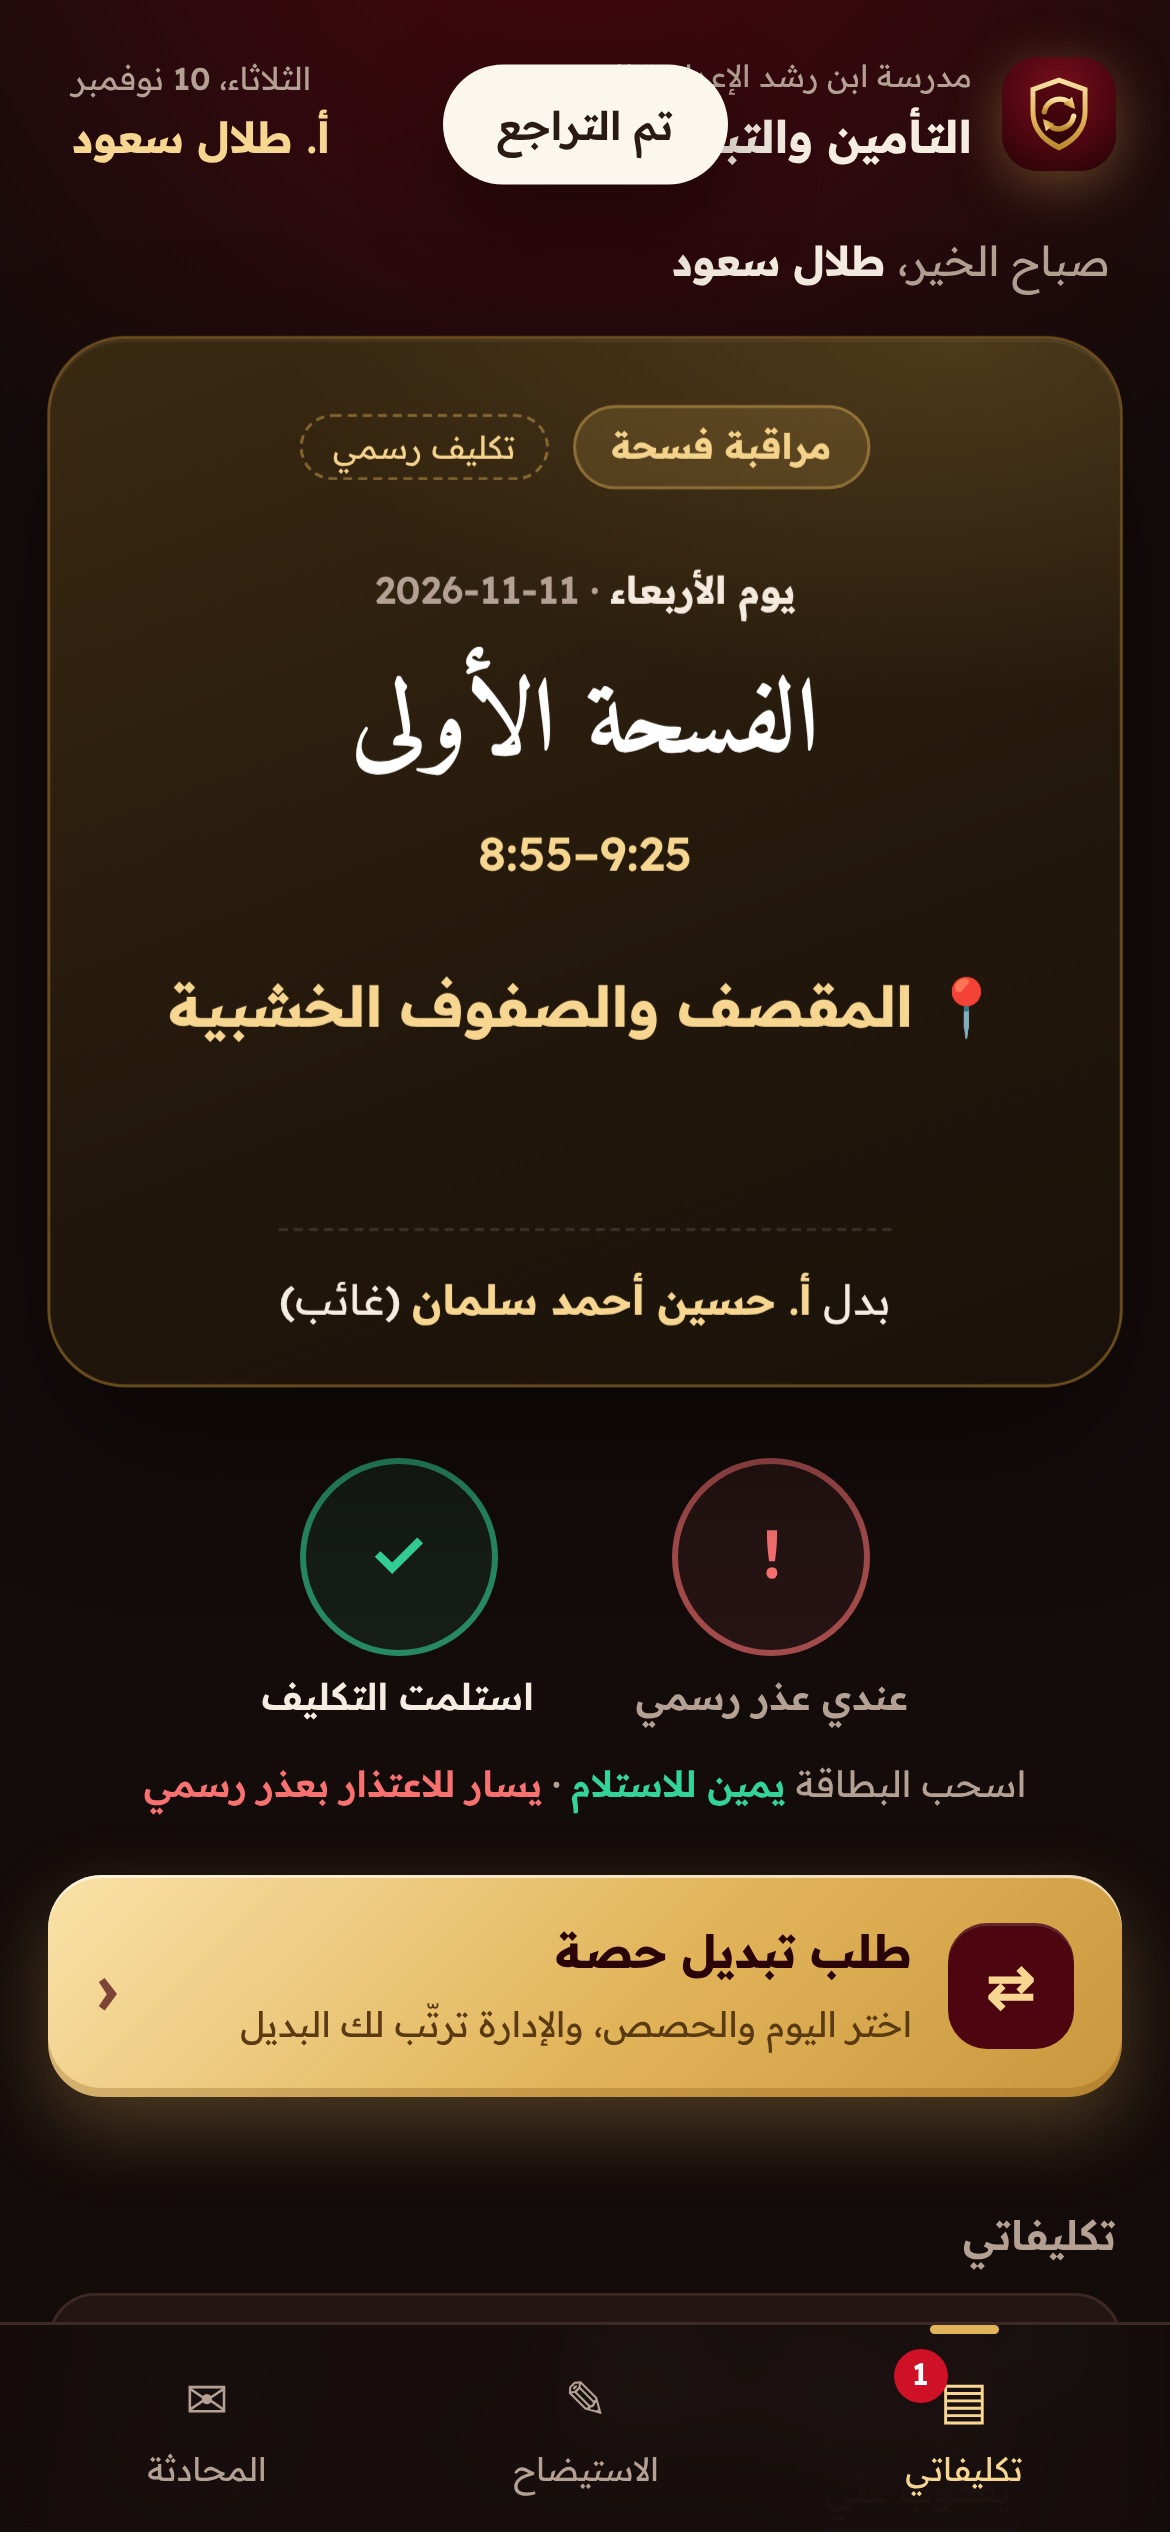 مدرسة ابن رشد
التأمين
الثلاثاء، 10 نوفمبر
أ. طلال سعود
تم التراجع
صباح الخير، طلال سعود
مراقبة فسحة
تكليف رسمي
يوم الأربعاء · 2026-11-11
الفسحة الأولى
8:55–9:25
المقصف والصفوف الخشبية
بدل أ. حسين أحمد سلمان (غائب)
عندي عذر رسمي
استلمت التكليف
اسحب البطاقة يمين للاستلام · يسار للاعتذار بعذر رسمي
طلب تبديل حصة
اختر اليوم والحصص، والإدارة ترتّب لك البديل
تكليفاتي
1
تكليفاتي
الاستيضاح
المحادثة